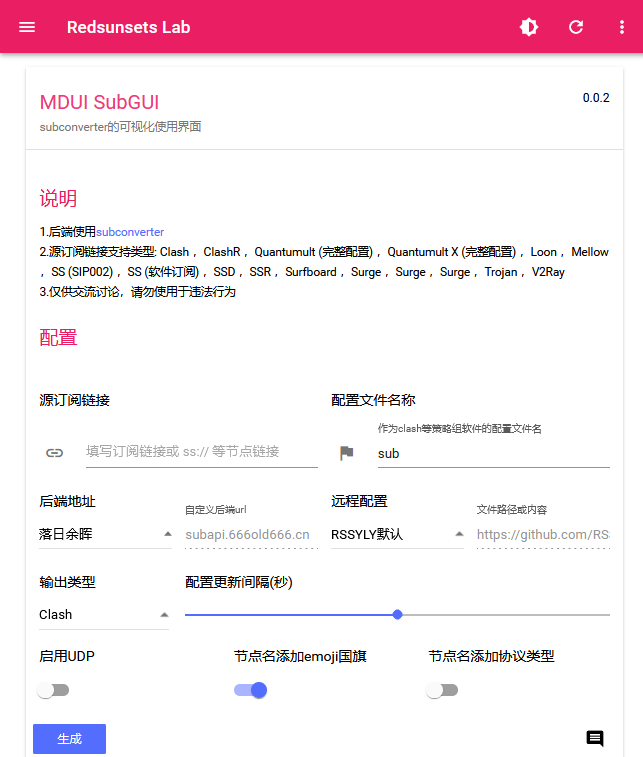 Redsunsets Lab
MDUI SubGUI
0.0.2
subconverter的可视化使用界面
说明
1.后端使用subconverter
2.源订阅链接支持类型: Clash ，ClashR ，Quantumult (完整配置) ，Quantumult X (完整配置) ，Loon ，Mellow
，SS (SIP002) ，SS (软件订阅) ，SSD ，SSR ，Surfboard ，Surge ，Surge ，Surge ，Trojan ，V2Ray
3.仅供交流讨论，请勿使用于违法行为
配置
源订阅链接
配置文件名称
作为clash等策略组软件的配置文件名
填写订阅链接或 ss:// 等节点链接
sub
后端地址
自定义后端url
远程配置
文件路径或内容
落日余晖
subapi.666old666.cn
RSSYLY默认
https://github.com/RS
输出类型
配置更新间隔(秒)
Clash
启用UDP
节点名添加emoji国旗
节点名添加协议类型
生成